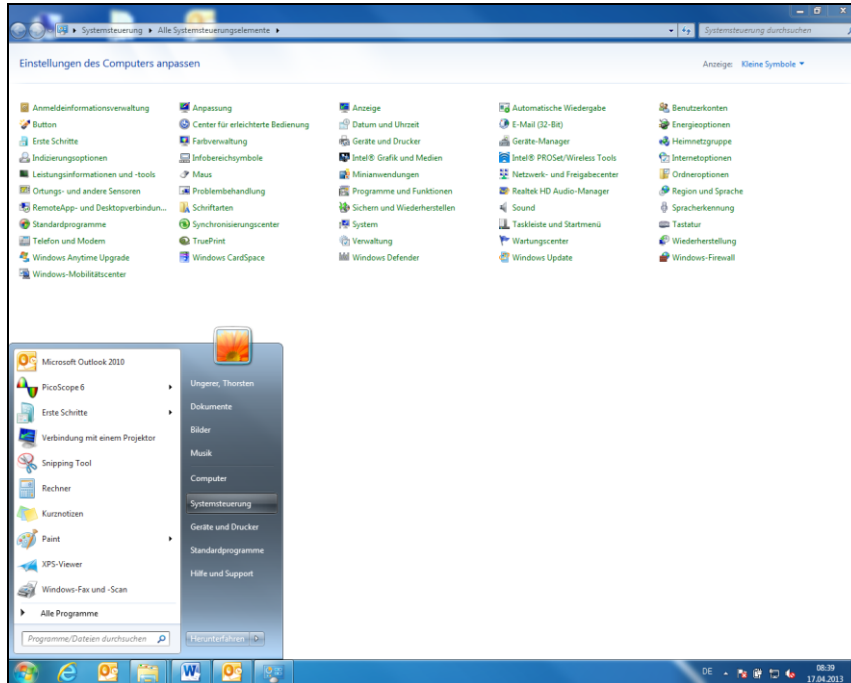 Systemsteuerung ▸ Alle Systemsteuerungselemente ▸
Systemsteuerung durchsuchen
Einstellungen des Computers anpassen
Anzeige: Kleine Symbole
Anmeldeinformationsverwaltung Anpassung Anzeige Automatische Wiedergabe Benutzerkonten
Button Center für erleichterte Bedienung Datum und Uhrzeit E-Mail (32-Bit) Energieoptionen
Erste Schritte Farbverwaltung Geräte und Drucker Geräte-Manager Heimnetzgruppe
Indizierungsoptionen Infobereichsymbole Intel® Grafik und Medien Intel® PROSet/Wireless Tools Internetoptionen
Leistungsinformationen und -tools Maus Minianwendungen Netzwerk- und Freigabecenter Ordneroptionen
Ortungs- und andere Sensoren Problembehandlung Programme und Funktionen Realtek HD Audio-Manager Region und Sprache
RemoteApp- und Desktopverbindun... Schriftarten Sichern und Wiederherstellen Sound Spracherkennung
Standardprogramme Synchronisierungscenter System Taskleiste und Startmenü Tastatur
Telefon und Modem TruePrint Verwaltung Wartungscenter Wiederherstellung
Windows Anytime Upgrade Windows CardSpace Windows Defender Windows Update Windows-Firewall
Windows-Mobilitätscenter
Microsoft Outlook 2010
PicoScope 6
Erste Schritte
Verbindung mit einem Projektor
Snipping Tool
Rechner
Kurznotizen
Paint
XPS-Viewer
Windows-Fax und -Scan
Alle Programme
Programme/Dateien durchsuchen
Ungerer, Thorsten
Dokumente
Bilder
Musik
Computer
Systemsteuerung
Geräte und Drucker
Standardprogramme
Hilfe und Support
Herunterfahren
DE
08:39
17.04.2013